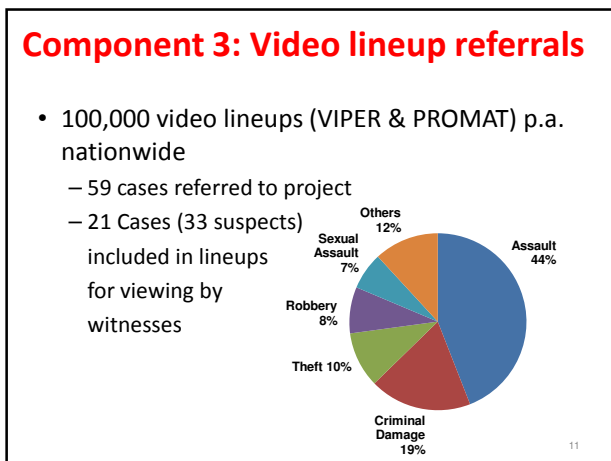 Component 3: Video lineup referrals
• 100,000 video lineups (VIPER & PROMAT) p.a.
nationwide
– 59 cases referred to project
– 21 Cases (33 suspects)
included in lineups
for viewing by
witnesses
Others
12%
Sexual
Assault
7%
Robbery
8%
Theft 10%
Criminal
Damage
19%
Assault
44%
11